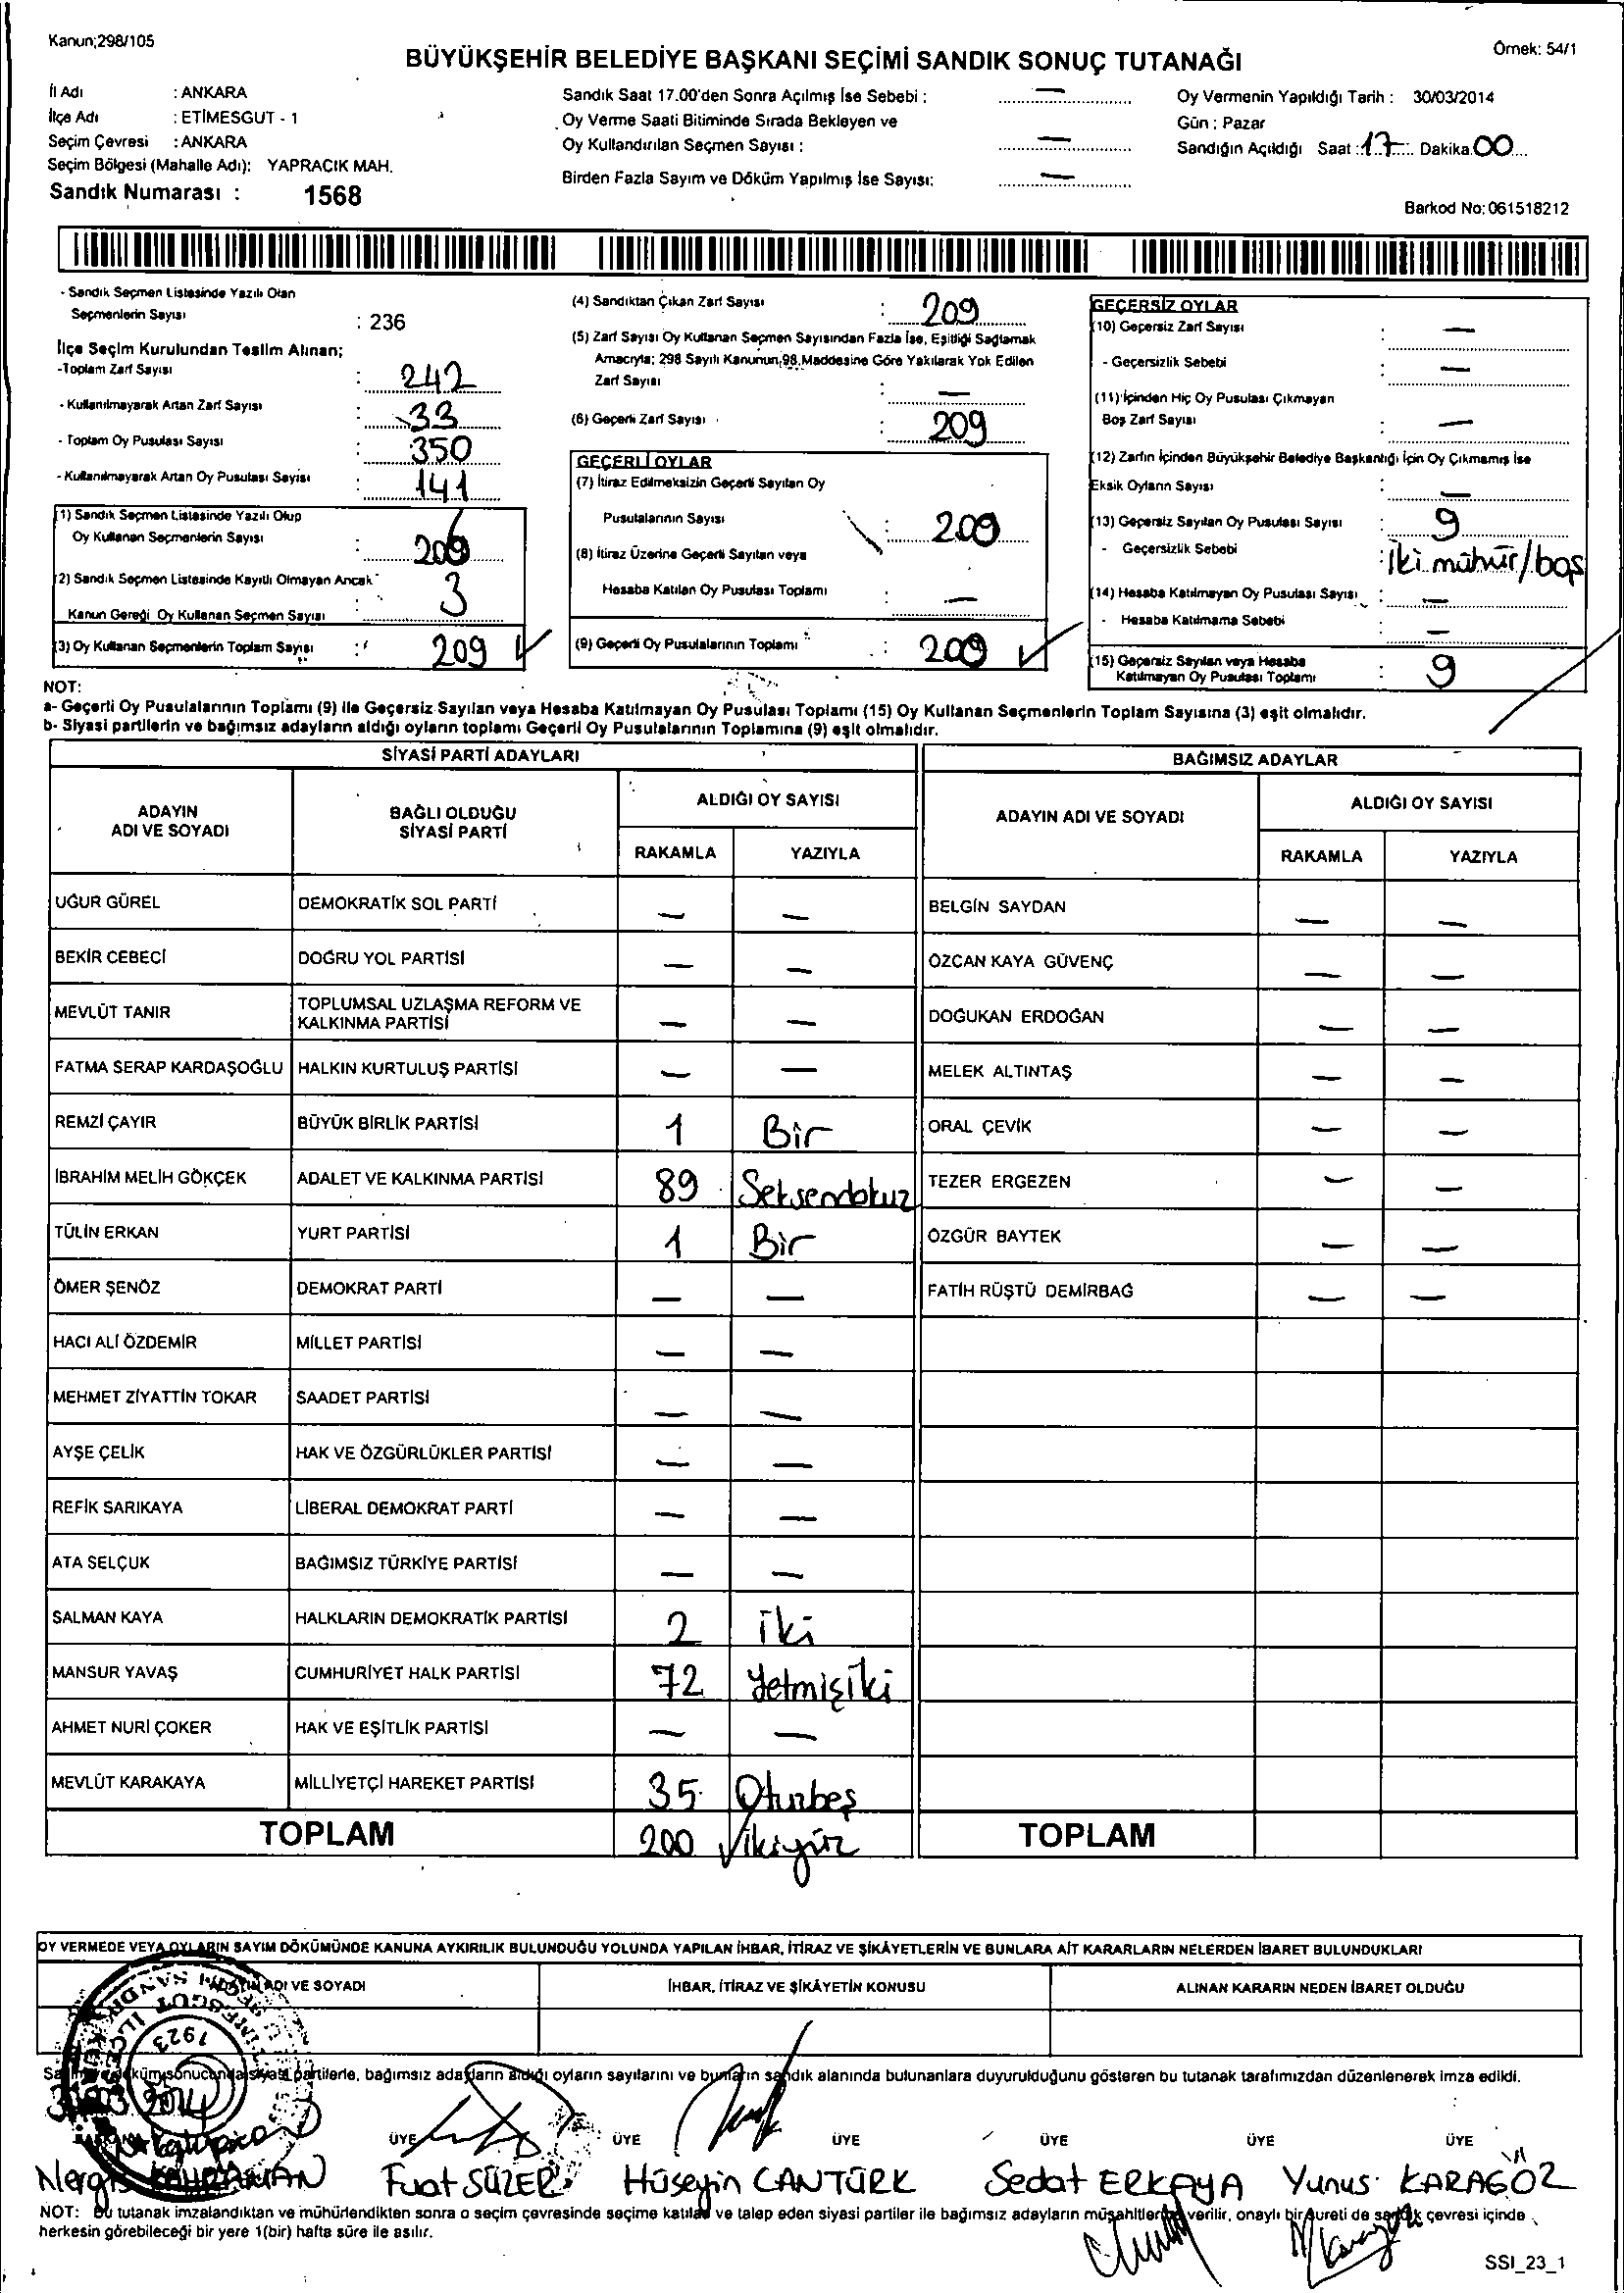 Kanun;298/105
Örnek: 54/1
BÜYÜKŞEHİR BELEDİYE BAŞKANI SEÇİMİ SANDIK SONUÇ TUTANAĞI
İl Adı : ANKARA
İlçe Adı : ETİMESGUT - 1
Seçim Çevresi : ANKARA
Seçim Bölgesi (Mahalle Adı): YAPRACIK MAH.
Sandık Numarası : 1568
Sandık Saat 17.00'den Sonra Açılmış İse Sebebi : —
Oy Verme Saati Bitiminde Sırada Bekleyen ve
Oy Kullandırılan Seçmen Sayısı : —
Birden Fazla Sayım ve Döküm Yapılmış İse Sayısı: —
Oy Vermenin Yapıldığı Tarih : 30/03/2014
Gün : Pazar
Sandığın Açıldığı Saat : 17 Dakika 00
Barkod No: 061518212
- Sandık Seçmen Listesinde Yazılı Olan
Seçmenlerin Sayısı : 236
İlçe Seçim Kurulundan Teslim Alınan;
-Toplam Zarf Sayısı : 242
- Kullanılmayarak Artan Zarf Sayısı : 33
- Toplam Oy Pusulası Sayısı : 350
- Kullanılmayarak Artan Oy Pusulası Sayısı : 141
(1) Sandık Seçmen Listesinde Yazılı Olup
Oy Kullanan Seçmenlerin Sayısı : 206
(2) Sandık Seçmen Listesinde Kayıtlı Olmayan Ancak
Kanun Gereği Oy Kullanan Seçmen Sayısı : 3
(3) Oy Kullanan Seçmenlerin Toplam Sayısı : 209
(4) Sandıktan Çıkan Zarf Sayısı : 209
(5) Zarf Sayısı Oy Kullanan Seçmen Sayısından Fazla İse, Eşitliği Sağlamak
Amacıyla; 298 Sayılı Kanunun 98.Maddesine Göre Yakılarak Yok Edilen
Zarf Sayısı : —
(6) Geçerli Zarf Sayısı : 209
GEÇERLİ OYLAR
(7) İtiraz Edilmeksizin Geçerli Sayılan Oy
Pusulalarının Sayısı : 209
(8) İtiraz Üzerine Geçerli Sayılan veya
Hesaba Katılan Oy Pusulası Toplamı : —
(9) Geçerli Oy Pusulalarının Toplamı : 209
GEÇERSİZ OYLAR
(10) Geçersiz Zarf Sayısı : —
- Geçersizlik Sebebi : —
(11) İçinden Hiç Oy Pusulası Çıkmayan
Boş Zarf Sayısı : —
(12) Zarfın İçinden Büyükşehir Belediye Başkanlığı İçin Oy Çıkmamış İse
Eksik Oyların Sayısı : —
(13) Geçersiz Sayılan Oy Pusulası Sayısı : 9
- Geçersizlik Sebebi : İki mühür/boş
(14) Hesaba Katılmayan Oy Pusulası Sayısı : —
- Hesaba Katılmama Sebebi : —
(15) Geçersiz Sayılan veya Hesaba
Katılmayan Oy Pusulası Toplamı : 9
NOT:
a- Geçerli Oy Pusulalarının Toplamı (9) ile Geçersiz Sayılan veya Hesaba Katılmayan Oy Pusulası Toplamı (15) Oy Kullanan Seçmenlerin Toplam Sayısına (3) eşit olmalıdır.
b- Siyasi partilerin ve bağımsız adayların aldığı oyların toplamı Geçerli Oy Pusulalarının Toplamına (9) eşit olmalıdır.
SİYASİ PARTİ ADAYLARI
ADAYIN ADI VE SOYADI BAĞLI OLDUĞU SİYASİ PARTİ ALDIĞI OY SAYISI
RAKAMLA YAZIYLA
UĞUR GÜREL DEMOKRATİK SOL PARTİ — —
BEKİR CEBECİ DOĞRU YOL PARTİSİ — —
MEVLÜT TANIR TOPLUMSAL UZLAŞMA REFORM VE KALKINMA PARTİSİ — —
FATMA SERAP KARDAŞOĞLU HALKIN KURTULUŞ PARTİSİ — —
REMZİ ÇAYIR BÜYÜK BİRLİK PARTİSİ 1 Bir
İBRAHİM MELİH GÖKÇEK ADALET VE KALKINMA PARTİSİ 89 Seksendokuz
TÜLİN ERKAN YURT PARTİSİ 1 Bir
ÖMER ŞENÖZ DEMOKRAT PARTİ — —
HACI ALİ ÖZDEMİR MİLLET PARTİSİ — —
MEHMET ZİYATTİN TOKAR SAADET PARTİSİ — —
AYŞE ÇELİK HAK VE ÖZGÜRLÜKLER PARTİSİ — —
REFİK SARIKAYA LİBERAL DEMOKRAT PARTİ — —
ATA SELÇUK BAĞIMSIZ TÜRKİYE PARTİSİ — —
SALMAN KAYA HALKLARIN DEMOKRATİK PARTİSİ 2 İki
MANSUR YAVAŞ CUMHURİYET HALK PARTİSİ 72 Yetmişiki
AHMET NURİ ÇOKER HAK VE EŞİTLİK PARTİSİ — —
MEVLÜT KARAKAYA MİLLİYETÇİ HAREKET PARTİSİ 35 Oturbeş
TOPLAM 200 ikiyüz
BAĞIMSIZ ADAYLAR
ADAYIN ADI VE SOYADI ALDIĞI OY SAYISI
RAKAMLA YAZIYLA
BELGİN SAYDAN — —
ÖZCAN KAYA GÜVENÇ — —
DOĞUKAN ERDOĞAN — —
MELEK ALTINTAŞ — —
ORAL ÇEVİK — —
TEZER ERGEZEN — —
ÖZGÜR BAYTEK — —
FATİH RÜŞTÜ DEMİRBAĞ — —
TOPLAM
OY VERMEDE VEYA OYLARIN SAYIM DÖKÜMÜNDE KANUNA AYKIRILIK BULUNDUĞU YOLUNDA YAPILAN İHBAR, İTİRAZ VE ŞİKÂYETLERİN VE BUNLARA AİT KARARLARIN NELERDEN İBARET BULUNDUKLARI
ADI VE SOYADI İHBAR, İTİRAZ VE ŞİKÂYETİN KONUSU ALINAN KARARIN NEDEN İBARET OLDUĞU
1923
sonucunda siyasi partilerle, bağımsız adayların aldığı oyların sayılarını ve bunların sandık alanında bulunanlara duyurulduğunu gösteren bu tutanak tarafımızdan düzenlenerek imza edildi.
ÜYE ÜYE ÜYE ÜYE ÜYE ÜYE
Nergis KAHRAMAN Fuat SÜZER Hüseyin CANTÜRK Sedat ERKAYA Yunus KARAGÖZ
NOT: Bu tutanak imzalandıktan ve mühürlendikten sonra o seçim çevresinde seçime katılan ve talep eden siyasi partiler ile bağımsız adayların müşahitlerine verilir, onaylı bir sureti de sandık çevresi içinde
herkesin görebileceği bir yere 1(bir) hafta süre ile asılır.
SSI_23_1